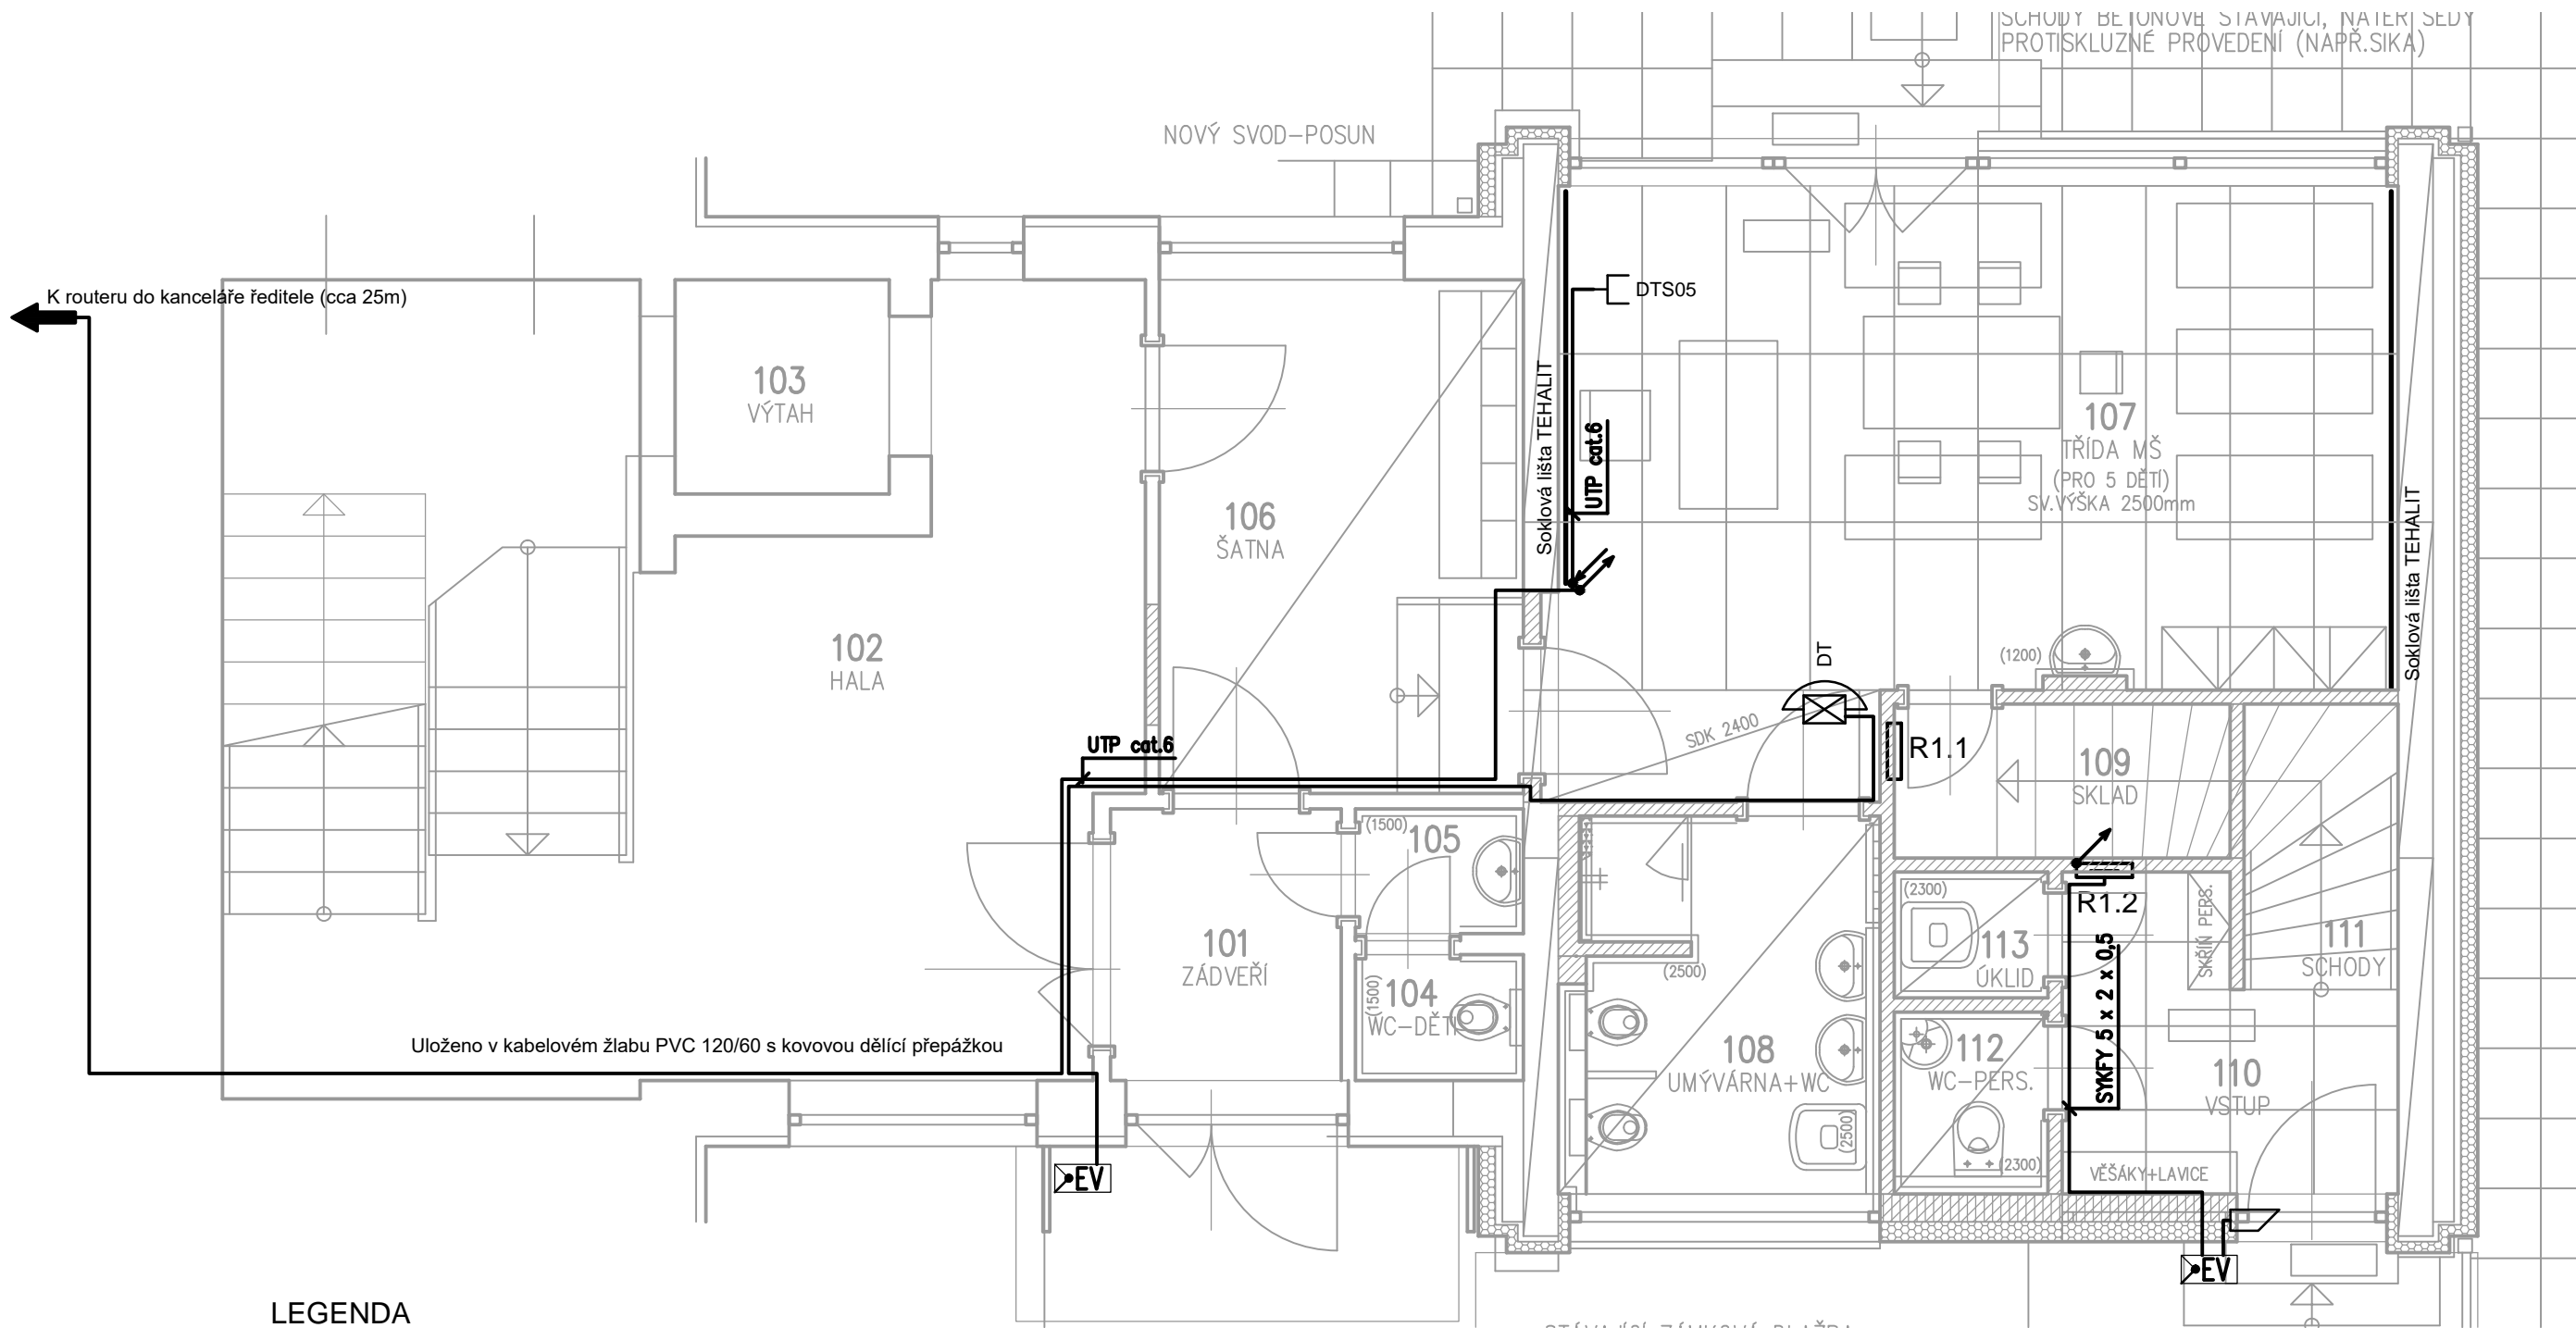 SCHODY BETONOVÉ STÁVAJÍCÍ, NÁTĚR ŠEDÝ
PROTISKLUZNÉ PROVEDENÍ (NAPŘ.SIKA)
NOVÝ SVOD-POSUN
K routeru do kanceláře ředitele (cca 25m)
DTS05
Soklová lišta TEHALIT
UTP cat.6
103
VÝTAH
107
TŘÍDA MŠ
(PRO 5 DĚTÍ)
SV.VÝŠKA 2500mm
Soklová lišta TEHALIT
106
ŠATNA
102
HALA
DT
(1200)
SDK 2400
UTP cat.6
R1.1
109
SKLAD
(1500)
105
(2300)
R1.2
SKŘÍŇ PERS.
101
ZÁDVEŘÍ
113
ÚKLID
111
SCHODY
(2500)
(1500)
104
WC-DĚTI
SYKFY 5 x 2 x 0,5
Uloženo v kabelovém žlabu PVC 120/60 s kovovou dělící přepážkou
108
UMÝVÁRNA+WC
112
WC-PERS.
110
VSTUP
(2500)
(2300)
VĚŠÁKY+LAVICE
EV
EV
LEGENDA